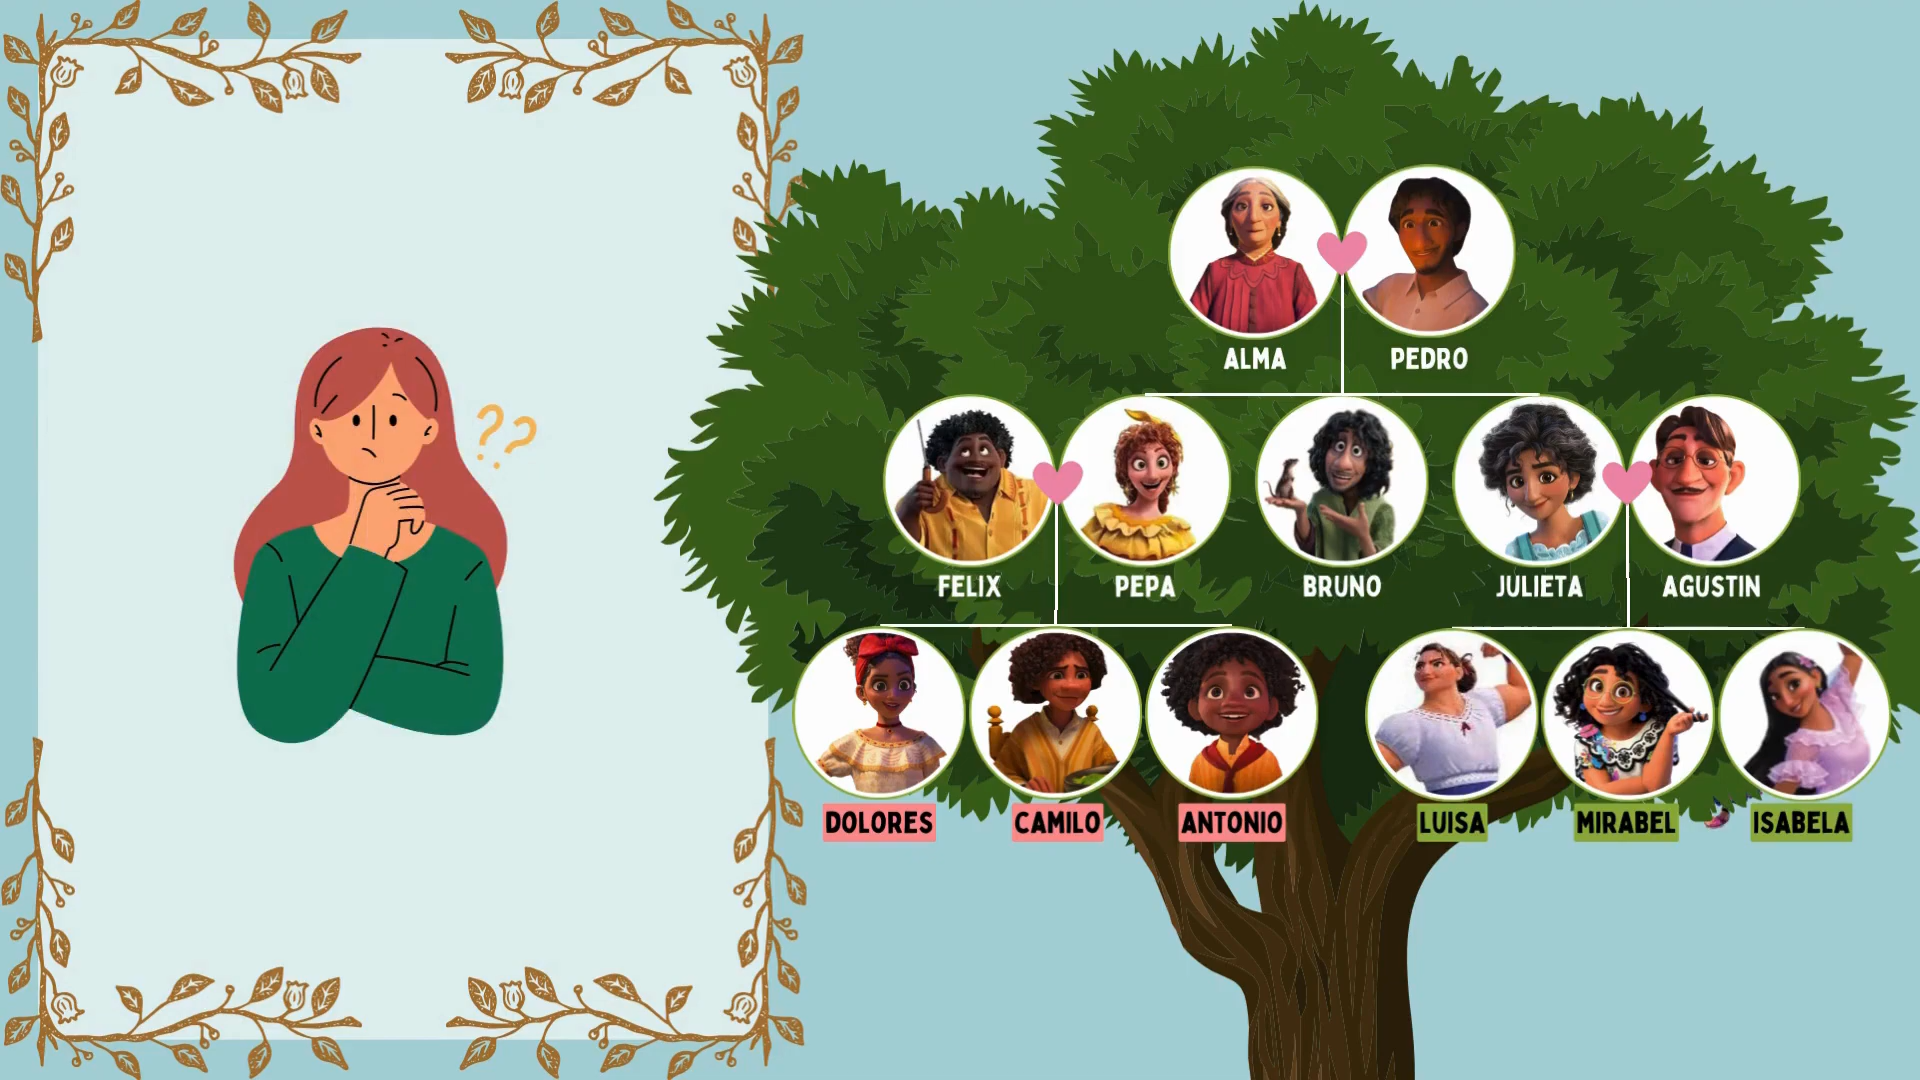 ??
ALMA
PEDRO
FELIX
PEPA
BRUNO
JULIETA
AGUSTIN
DOLORES
CAMILO
ANTONIO
LUISA
MIRABEL
ISABELA